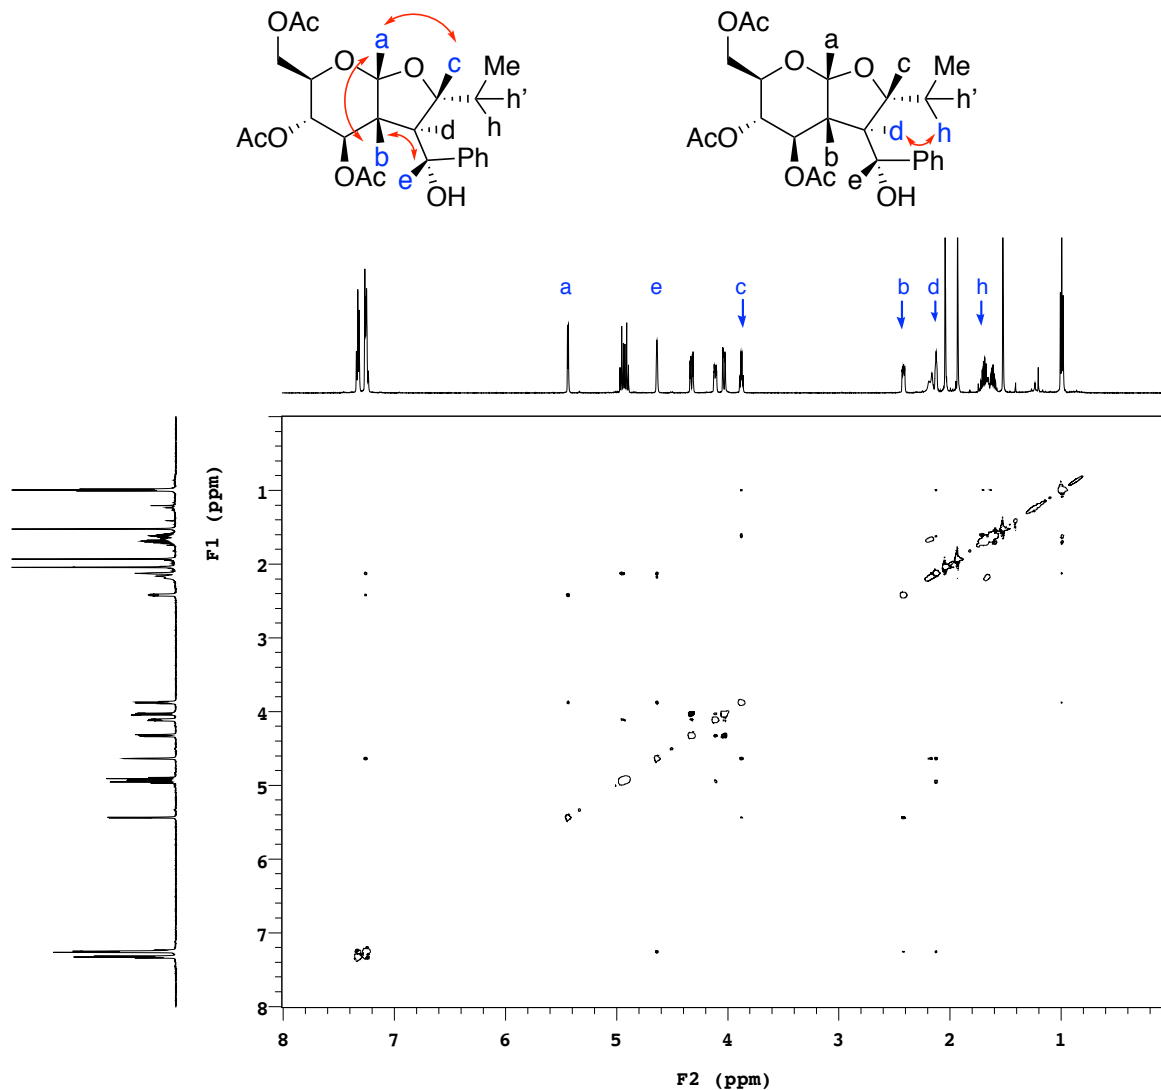 OAc OAc
a a
O O c Me O O c Me
h' h'
AcO d h AcO d h
b Ph b Ph
OAc e OH OAc e OH
a e c b d h
F1 (ppm)
1
2
3
4
5
6
7
8
8 7 6 5 4 3 2 1
F2 (ppm)